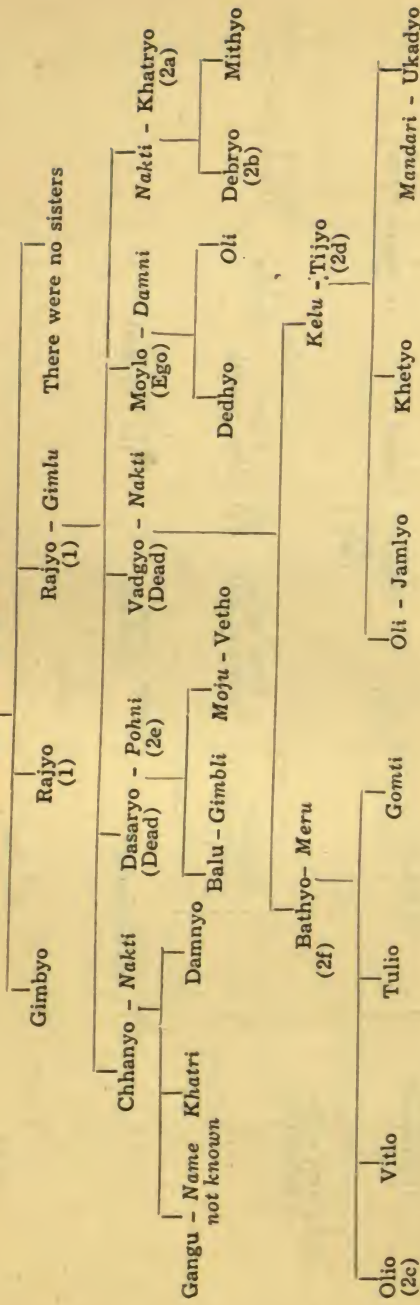 Gimbyo Rajyo Rajyo – Gimlu There were no sisters
(1) (1)
Chhanyo – Nakti Dasaryo – Pohni Vadgyo – Nakti Moylo – Damni Nakti – Khatryo
(Dead) (2e) (Dead) (Ego) (2a)
Gangu – Name Khatri Damnyo Balu – Gimbli Moju – Vetho Dedhyo Oli Debryo Mithyo
not known (2b)
Bathyo – Meru Kelu – Tijyo
(2f) (2d)
Olio Vitlo Tulio Gomti Oli – Jamlyo Khetyo Mandari – Ukadyo
(2c)